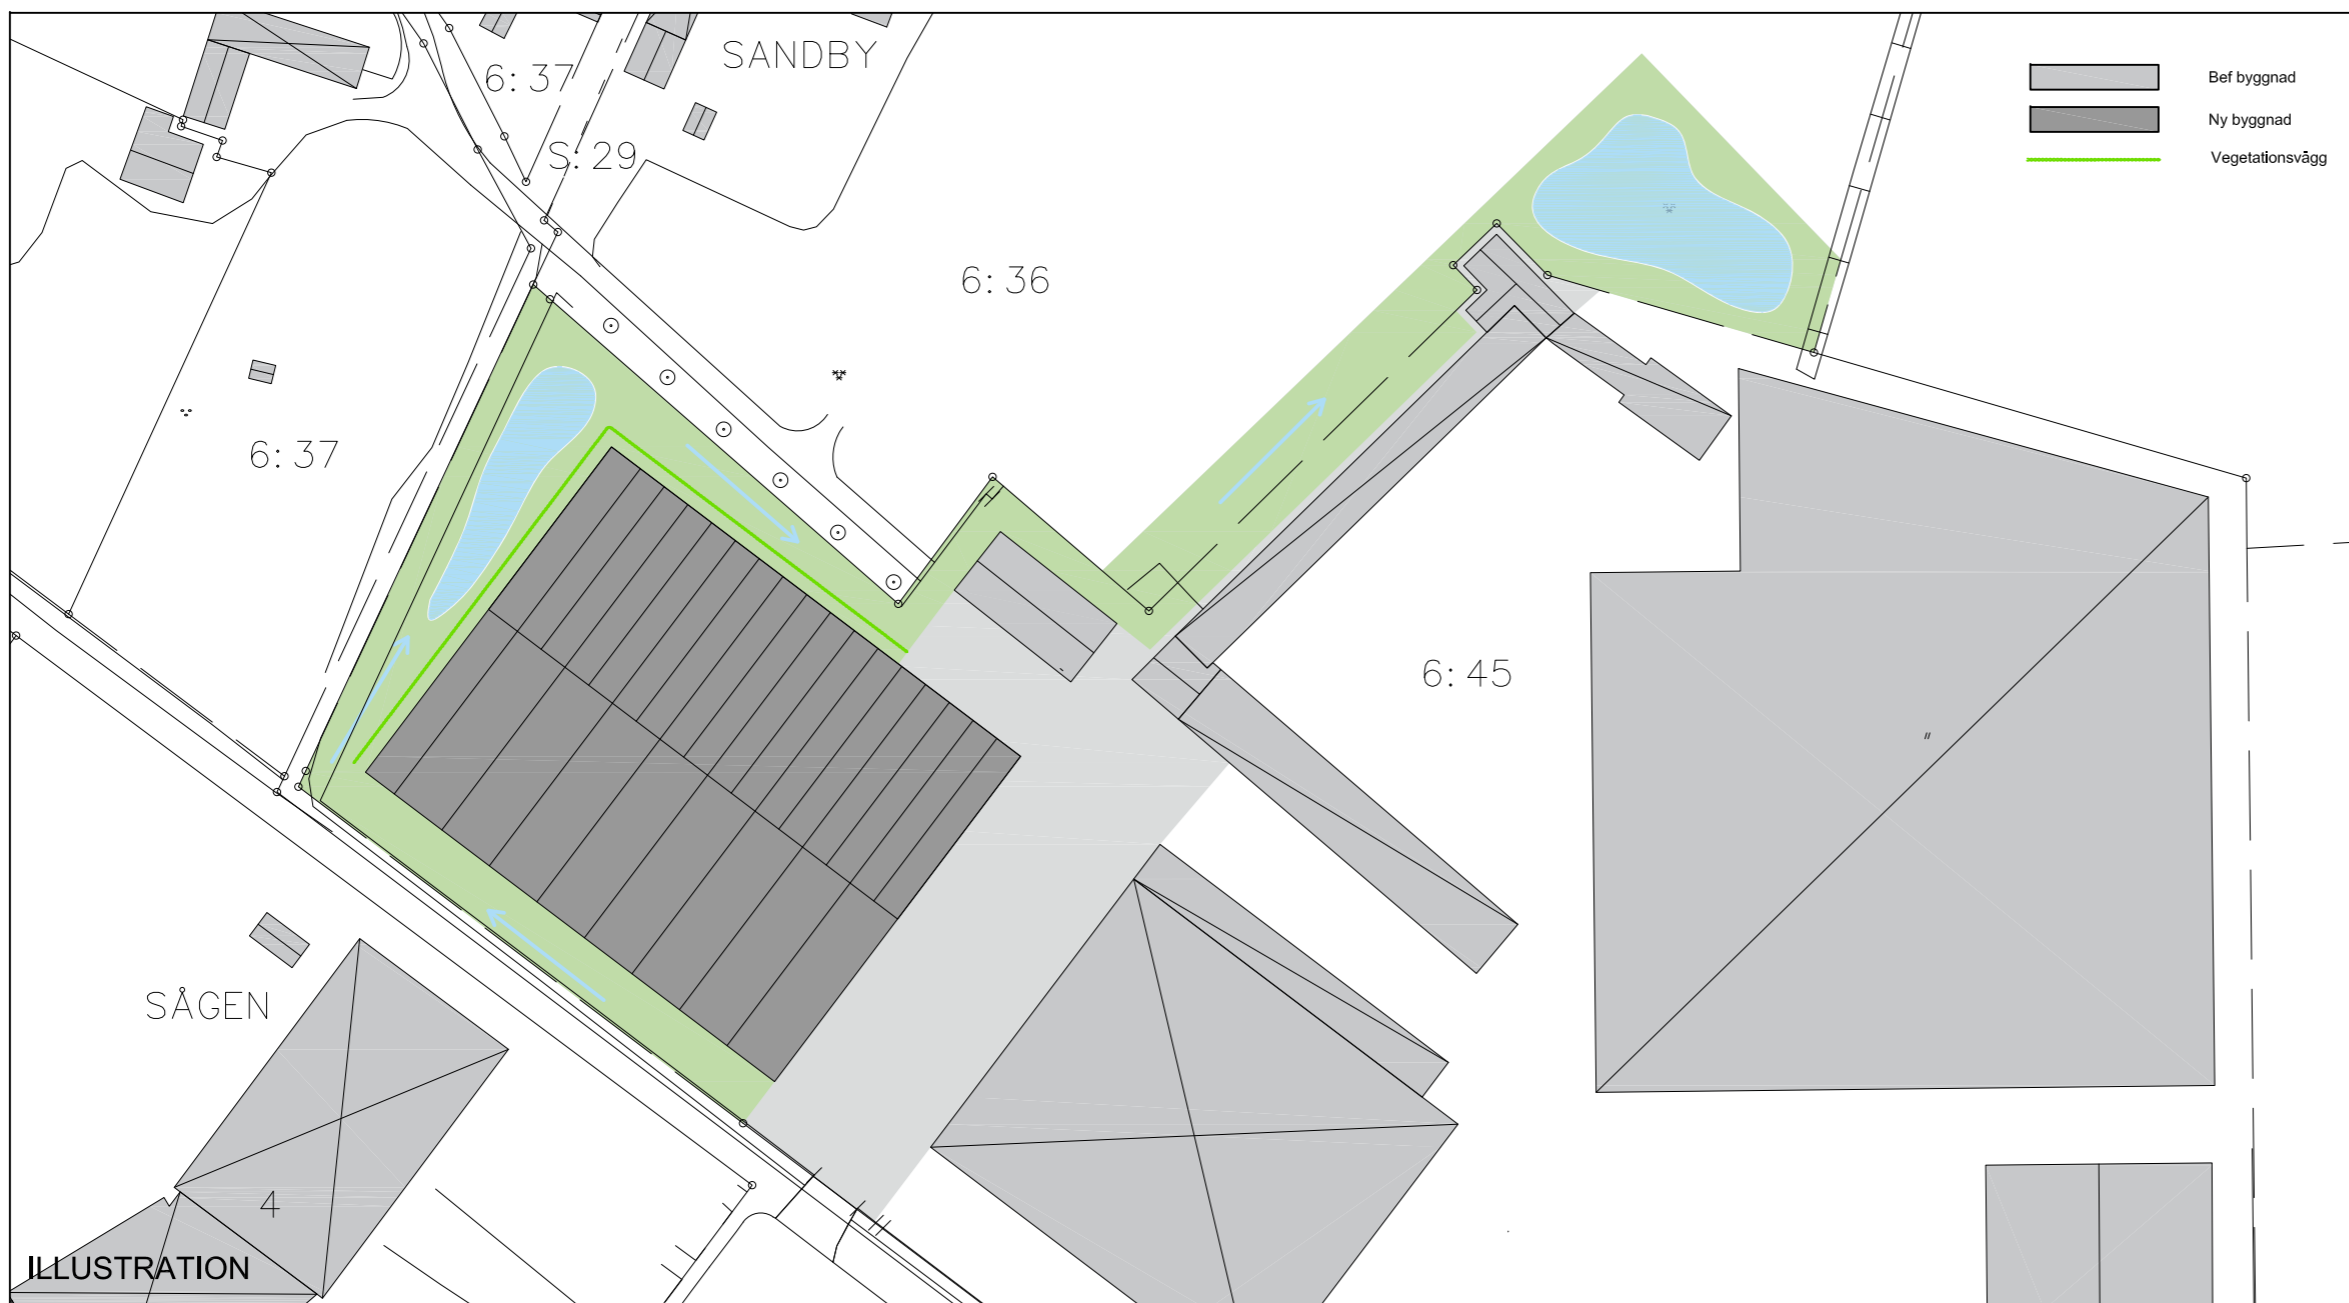 SANDBY
6:37
S:29
Bef byggnad
Ny byggnad
Vegetationsvägg
6:36
6:37
6:45
SÅGEN
4
ILLUSTRATION